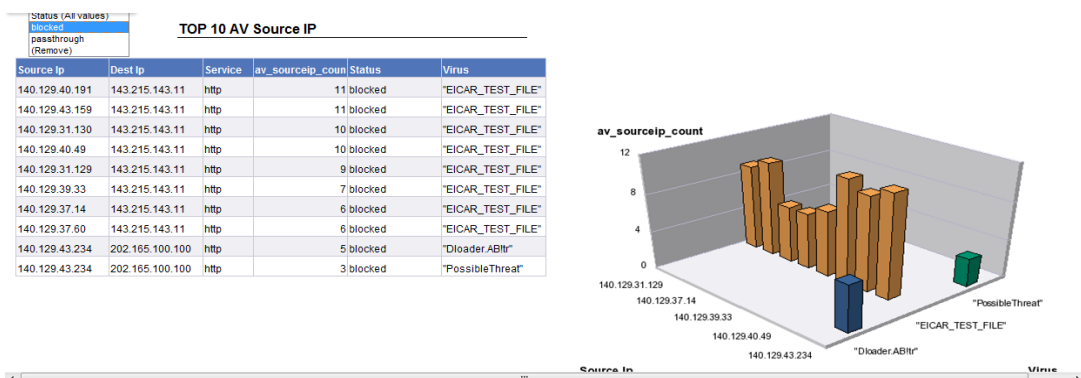 Status (All values)
blocked
passthrough
(Remove)
TOP 10 AV Source IP
Source Ip Dest Ip Service av_sourceip_coun Status Virus
140.129.40.191 143.215.143.11 http 11 blocked "EICAR_TEST_FILE"
140.129.43.159 143.215.143.11 http 11 blocked "EICAR_TEST_FILE"
140.129.31.130 143.215.143.11 http 10 blocked "EICAR_TEST_FILE"
140.129.40.49 143.215.143.11 http 10 blocked "EICAR_TEST_FILE"
140.129.31.129 143.215.143.11 http 9 blocked "EICAR_TEST_FILE"
140.129.39.33 143.215.143.11 http 7 blocked "EICAR_TEST_FILE"
140.129.37.14 143.215.143.11 http 6 blocked "EICAR_TEST_FILE"
140.129.37.60 143.215.143.11 http 6 blocked "EICAR_TEST_FILE"
140.129.43.234 202.165.100.100 http 5 blocked "Dloader.AB!tr"
140.129.43.234 202.165.100.100 http 3 blocked "PossibleThreat"
av_sourceip_count
12
8
4
0
140.129.31.129
140.129.37.14
140.129.39.33
140.129.40.49
140.129.43.234
"PossibleThreat"
"EICAR_TEST_FILE"
"Dloader.AB!tr"
Source Ip
Virus